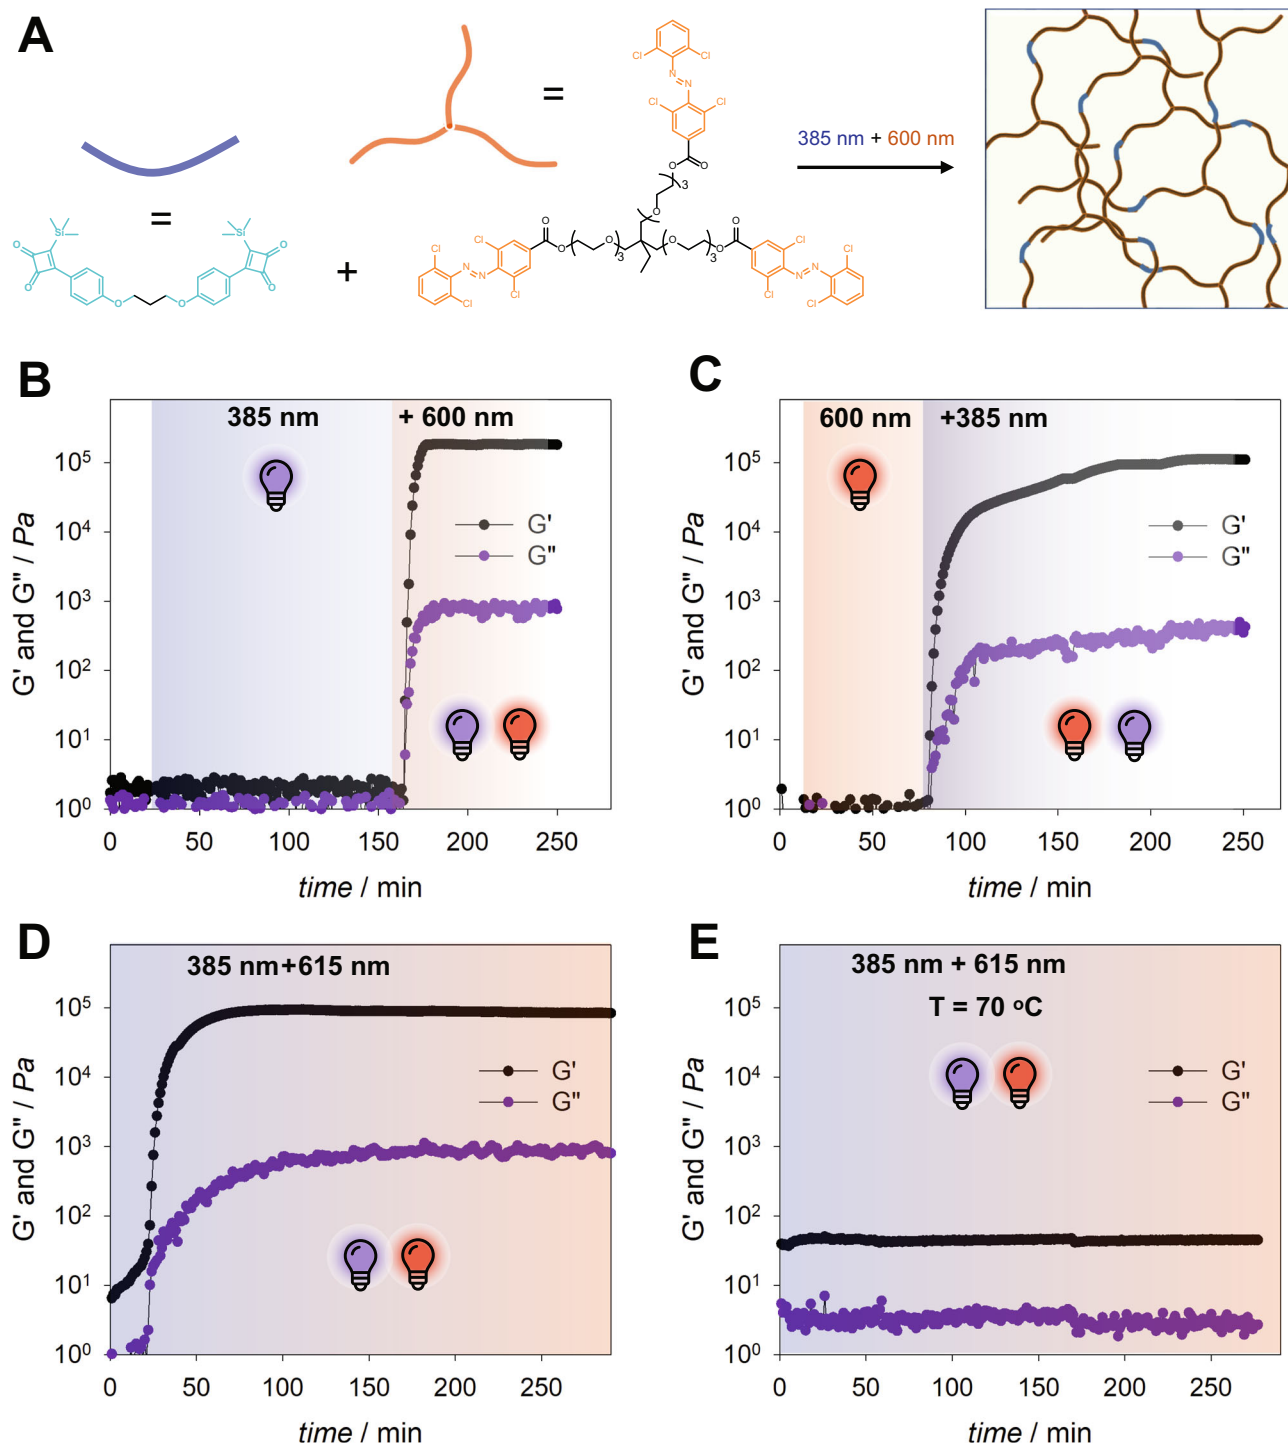 A
=
=
+
385 nm + 600 nm
Si
O
O
O
O
Si
O
O
Cl
Cl
N
N
Cl
Cl
O
O
3
O
O
O
O
3
O
3
O
O
Cl
Cl
N
N
Cl
Cl
Cl
Cl
N
N
Cl
Cl
B
385 nm
+ 600 nm
G'
G"
G' and G" / Pa
10⁵
10⁴
10³
10²
10¹
10⁰
0 50 100 150 200 250
time / min
C
600 nm
+385 nm
G'
G"
G' and G" / Pa
10⁵
10⁴
10³
10²
10¹
10⁰
0 50 100 150 200 250
time / min
D
385 nm+615 nm
G'
G"
G' and G" / Pa
10⁵
10⁴
10³
10²
10¹
10⁰
0 50 100 150 200 250
time / min
E
385 nm + 615 nm
T = 70 °C
G'
G"
G' and G" / Pa
10⁵
10⁴
10³
10²
10¹
10⁰
0 50 100 150 200 250
time / min